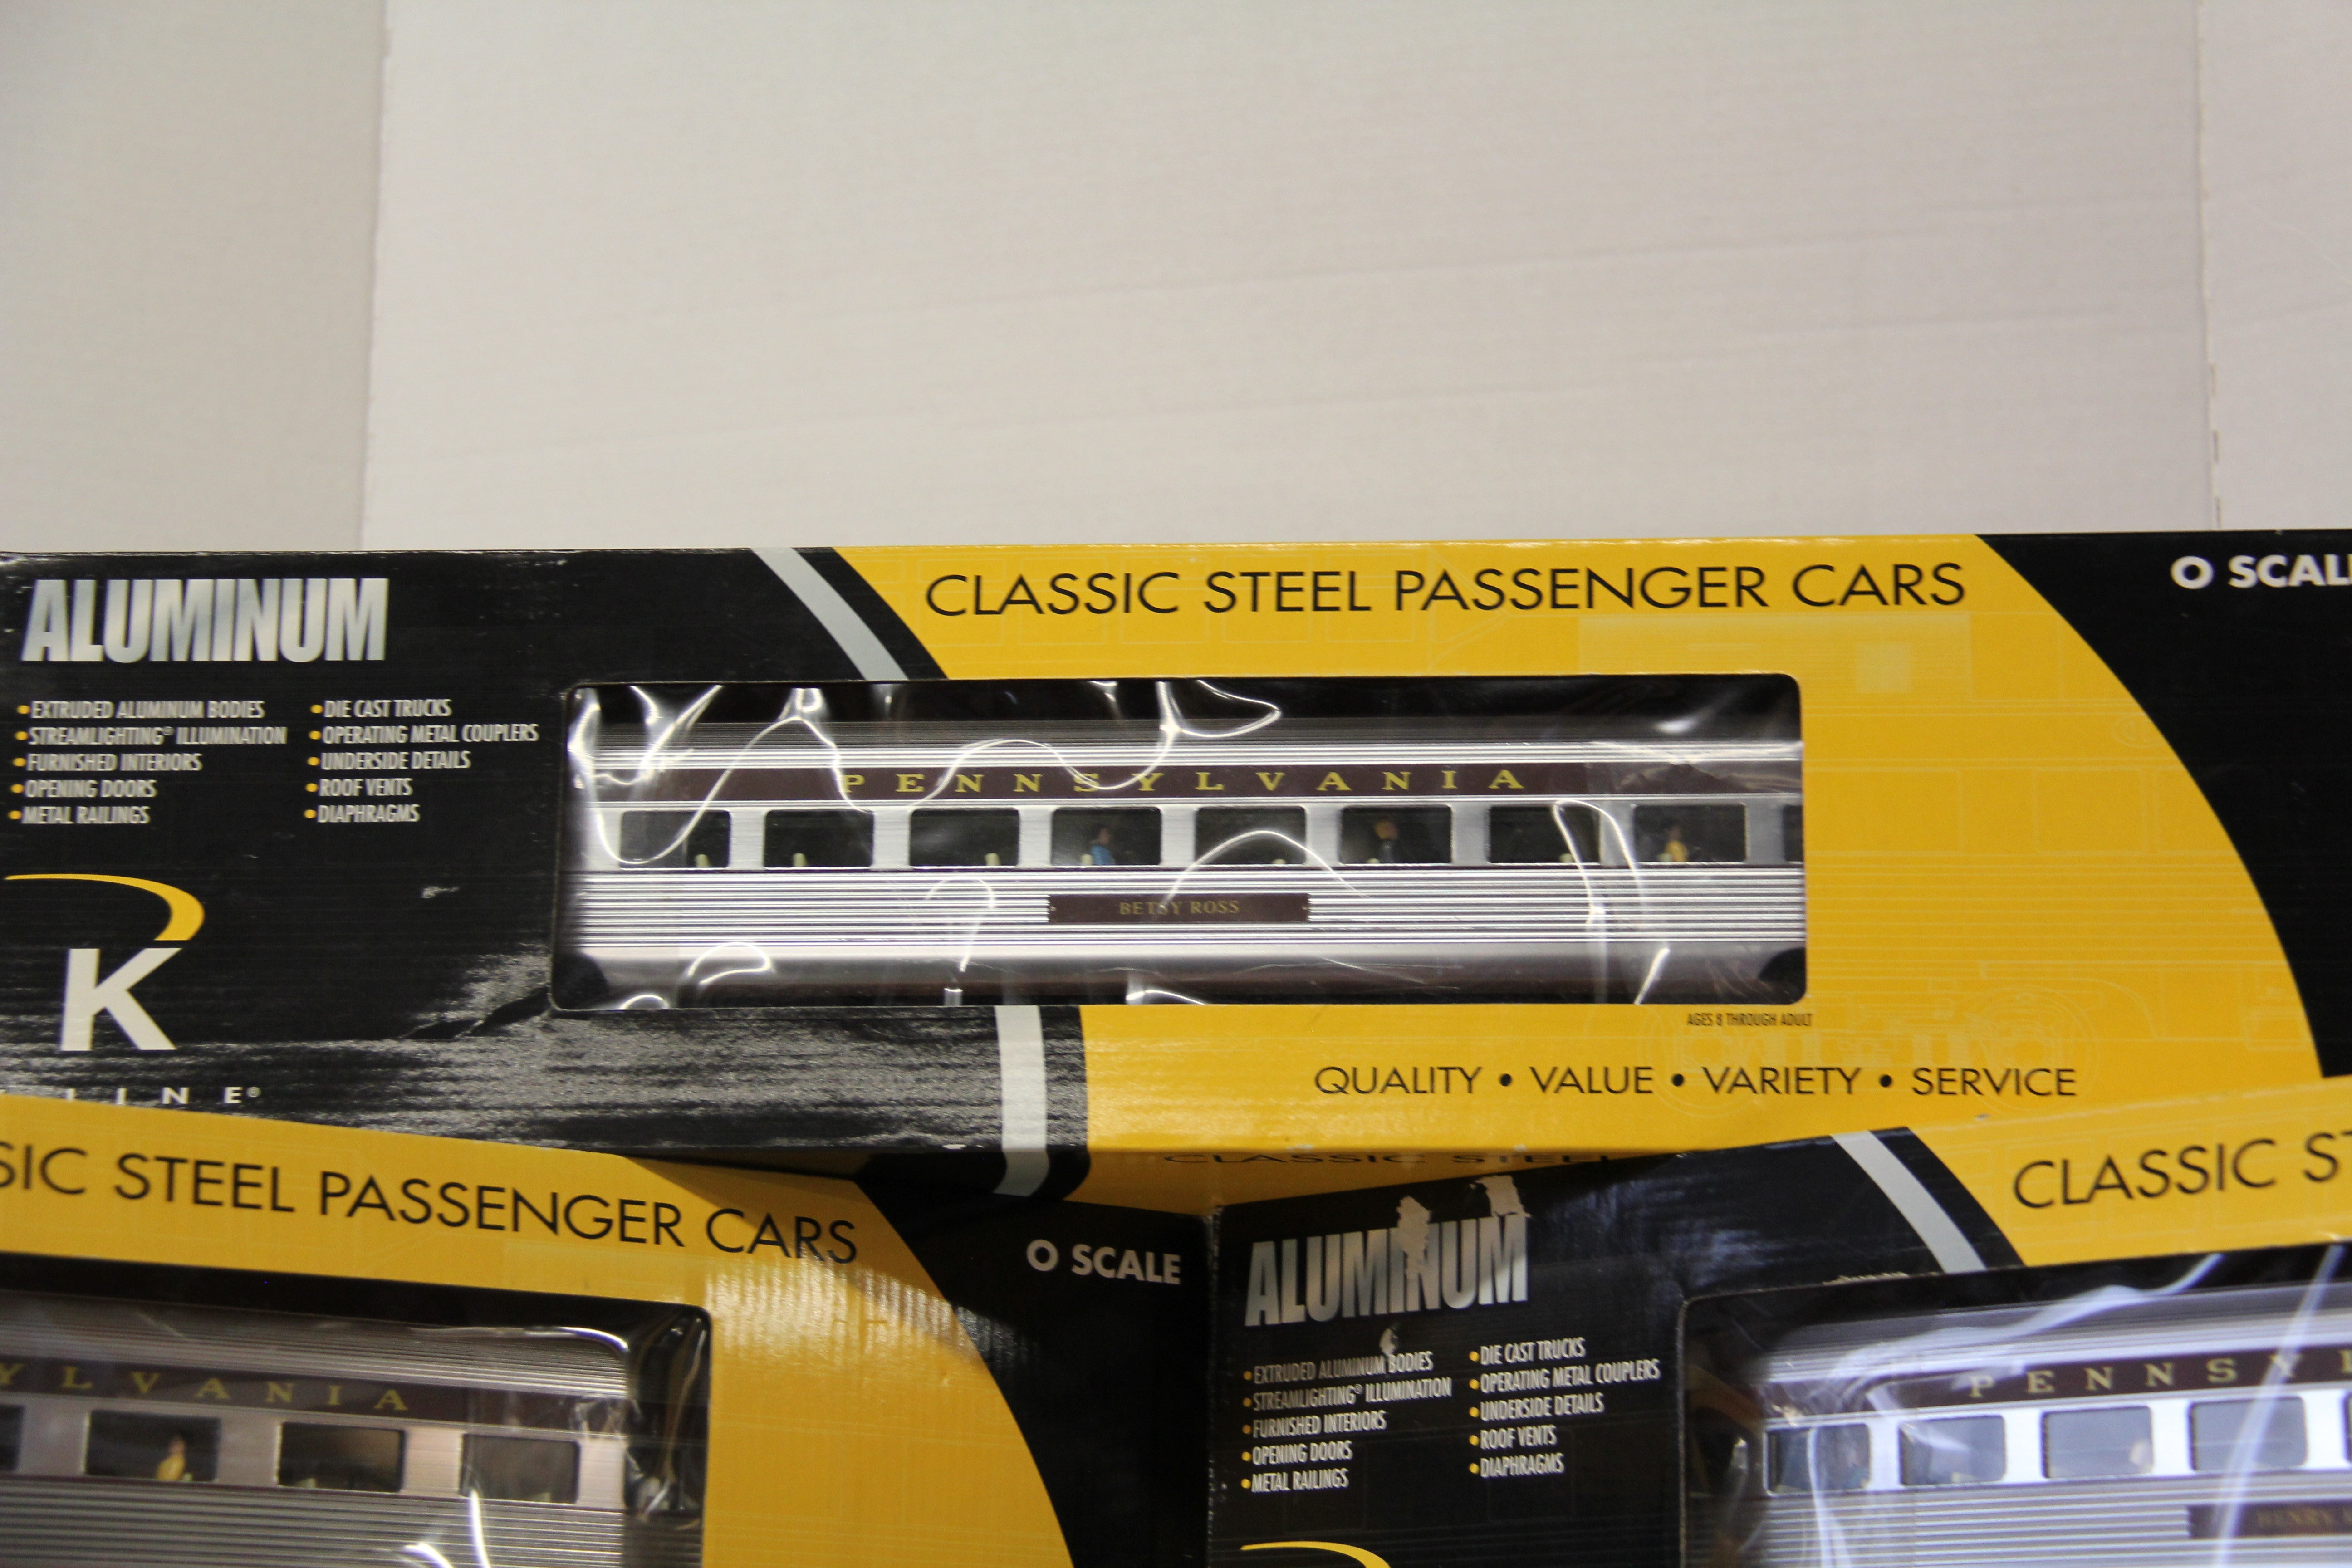 ALUMINUM
•EXTRUDED ALUMINUM BODIES
•STREAMLIGHTING® ILLUMINATION
•FURNISHED INTERIORS
•OPENING DOORS
•METAL RAILINGS
•DIE CAST TRUCKS
•OPERATING METAL COUPLERS
•UNDERSIDE DETAILS
•ROOF VENTS
•DIAPHRAGMS
K
LINE®
CLASSIC STEEL PASSENGER CARS
O SCAL
PENNSYLVANIA
BETSY ROSS
AGES 8 THROUGH ADULT
QUALITY • VALUE • VARIETY • SERVICE
CLASSIC STEEL
SIC STEEL PASSENGER CARS
O SCALE
YLVANIA
ALUMINUM
•EXTRUDED ALUMINUM BODIES
•STREAMLIGHTING® ILLUMINATION
•FURNISHED INTERIORS
•OPENING DOORS
•METAL RAILINGS
•DIE CAST TRUCKS
•OPERATING METAL COUPLERS
•UNDERSIDE DETAILS
•ROOF VENTS
•DIAPHRAGMS
CLASSIC ST
PENNSYL
HENRY